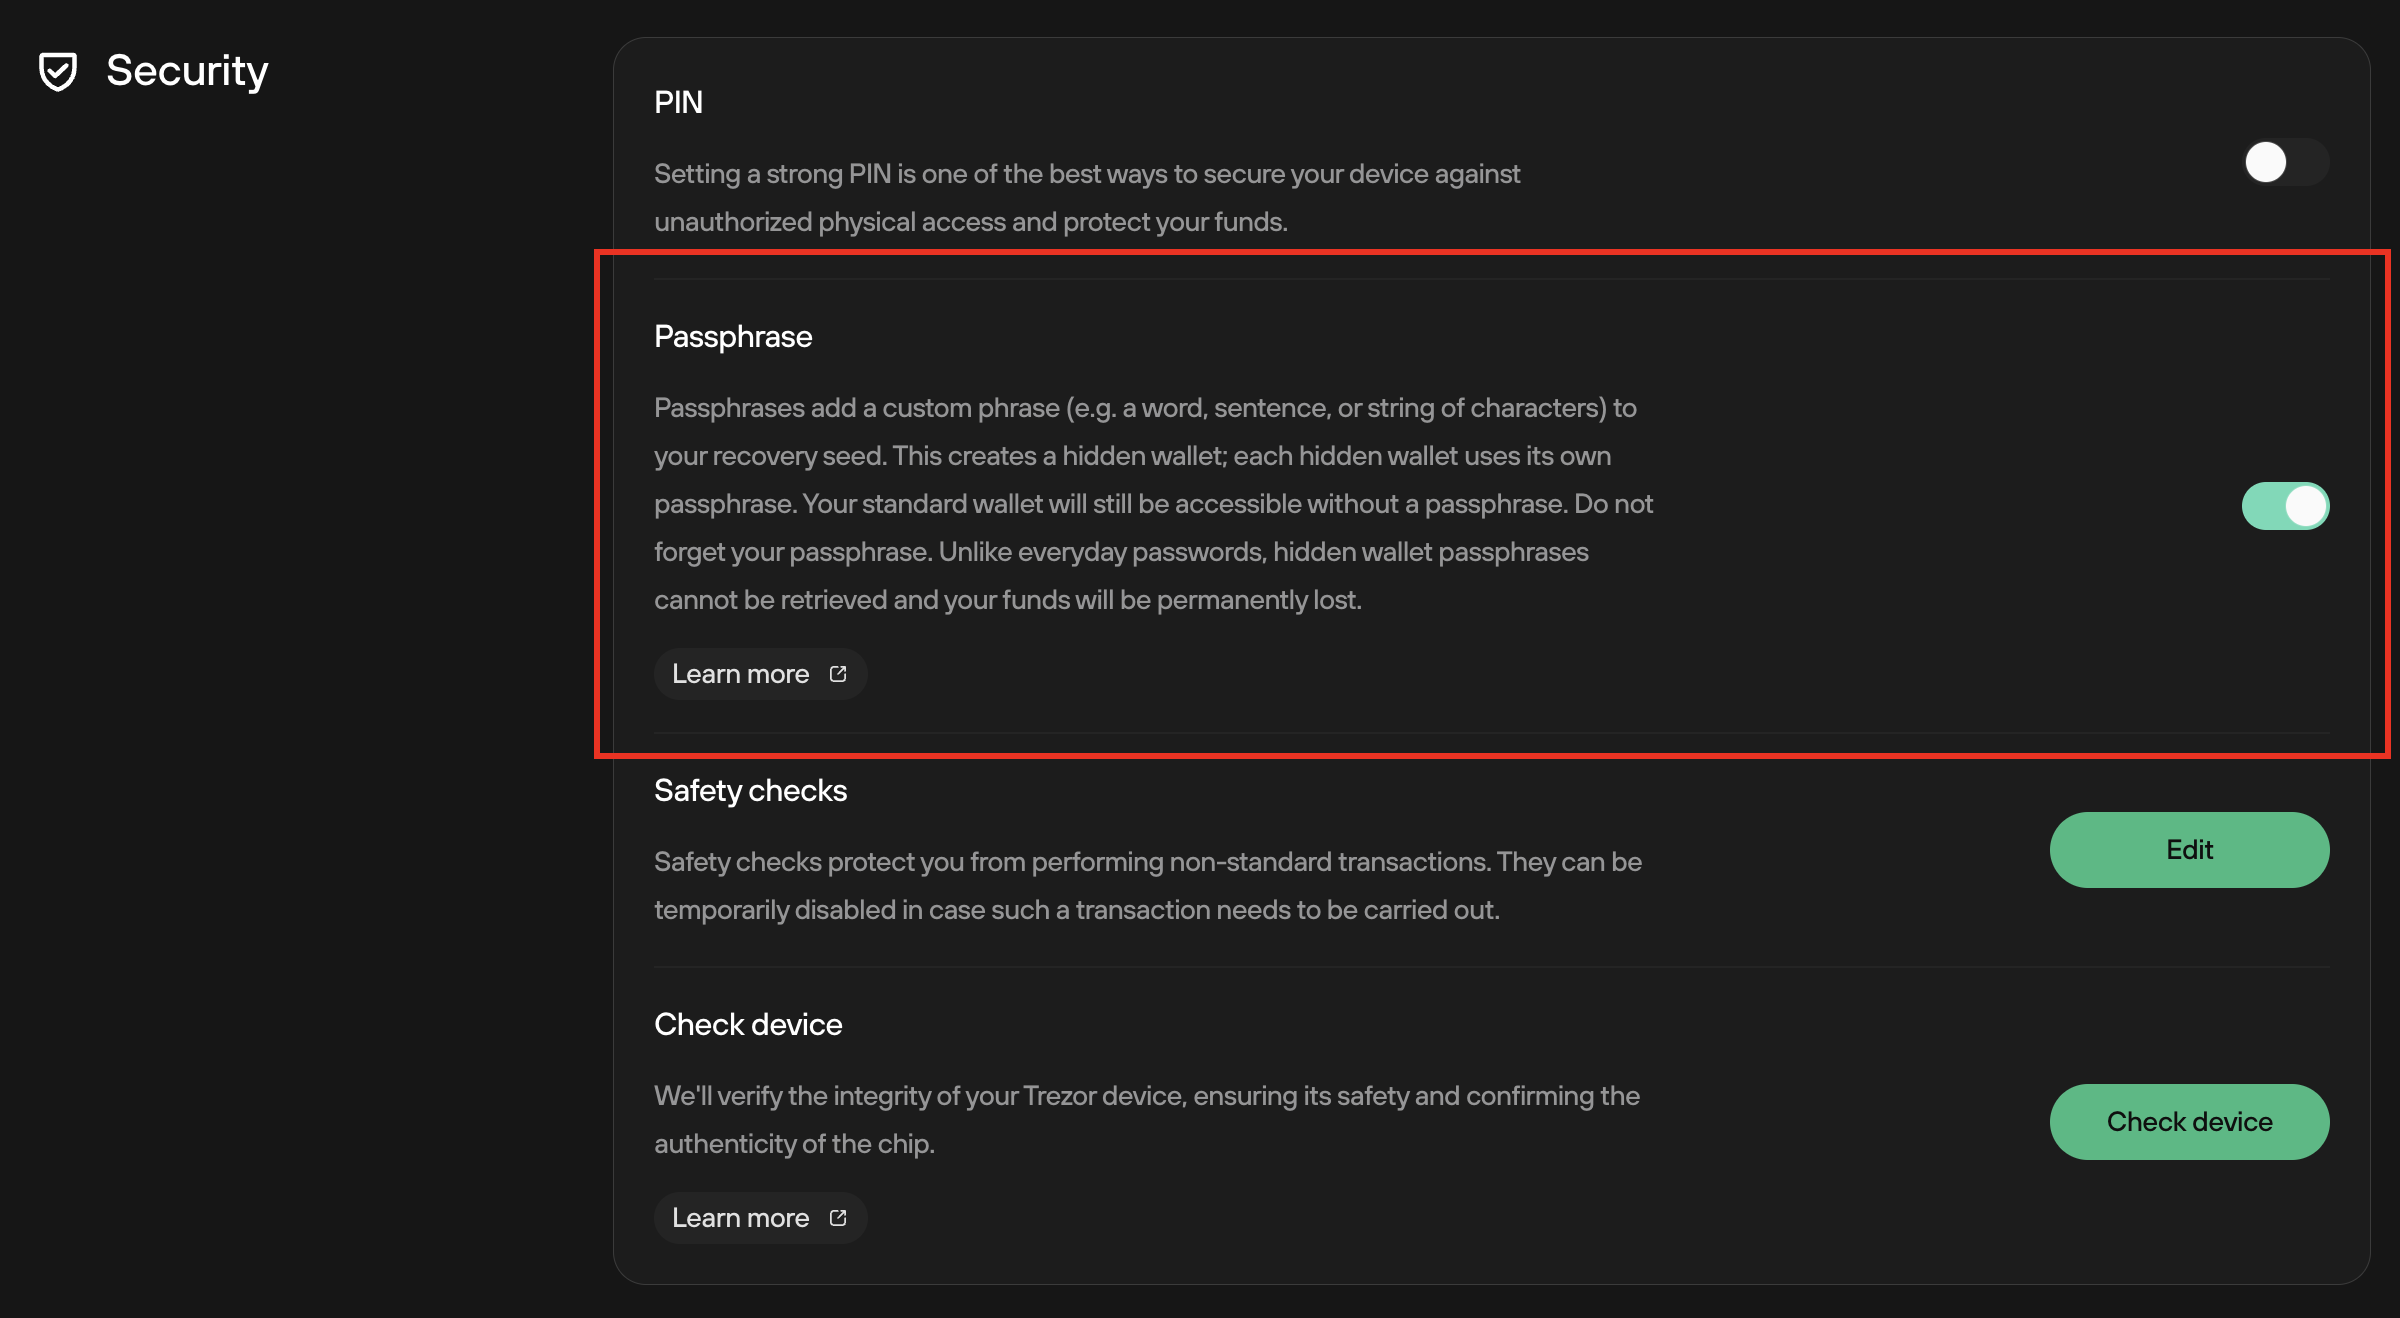 Security
PIN
Setting a strong PIN is one of the best ways to secure your device against
unauthorized physical access and protect your funds.
Passphrase
Passphrases add a custom phrase (e.g. a word, sentence, or string of characters) to
your recovery seed. This creates a hidden wallet; each hidden wallet uses its own
passphrase. Your standard wallet will still be accessible without a passphrase. Do not
forget your passphrase. Unlike everyday passwords, hidden wallet passphrases
cannot be retrieved and your funds will be permanently lost.
Learn more
Safety checks
Safety checks protect you from performing non-standard transactions. They can be
temporarily disabled in case such a transaction needs to be carried out.
Edit
Check device
We'll verify the integrity of your Trezor device, ensuring its safety and confirming the
authenticity of the chip.
Check device
Learn more